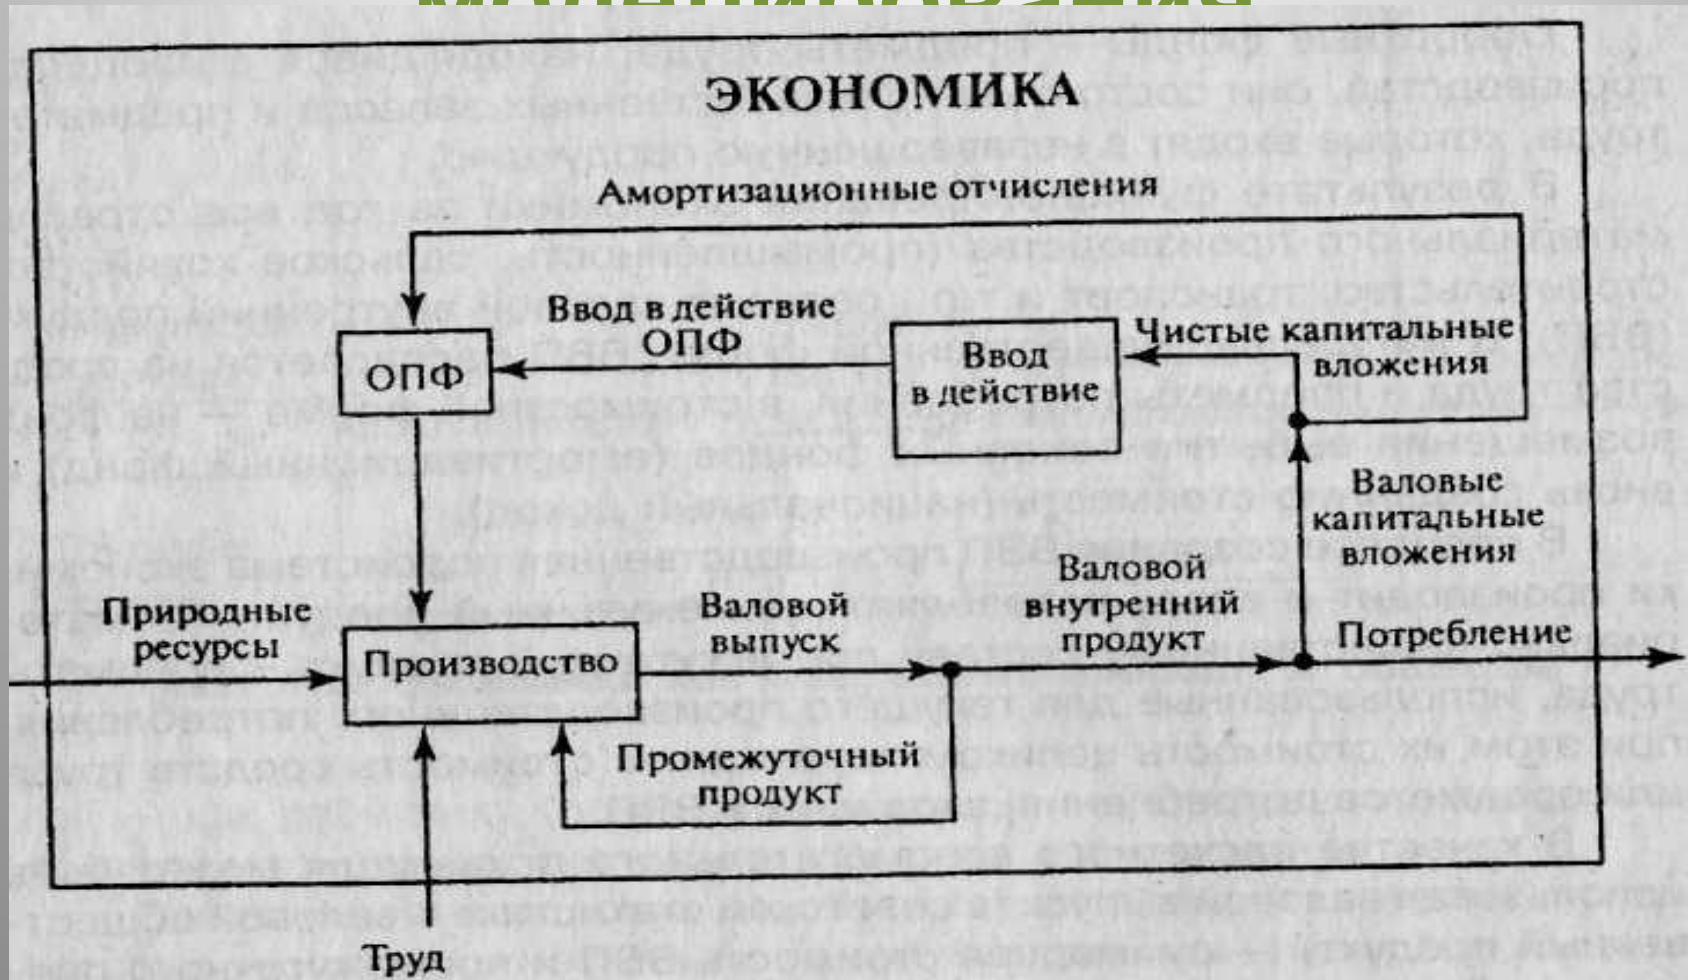 ЭКОНОМИКА
Амортизационные отчисления
Ввод в действие
ОПФ
ОПФ
Ввод
в действие
Чистые капитальные
вложения
Валовые
капитальные
вложения
Природные
ресурсы
Производство
Валовой
выпуск
Валовой
внутренний
продукт
Потребление
Промежуточный
продукт
Труд